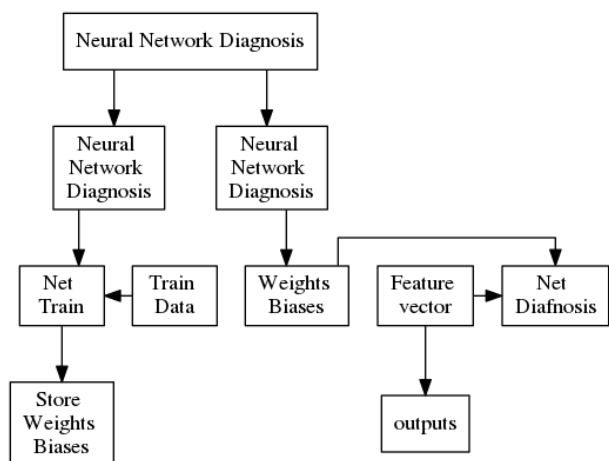 Neural Network Diagnosis
Neural
Network
Diagnosis
Neural
Network
Diagnosis
Net
Train
Train
Data
Weights
Biases
Feature
vector
Net
Diafnosis
Store
Weights
Biases
outputs